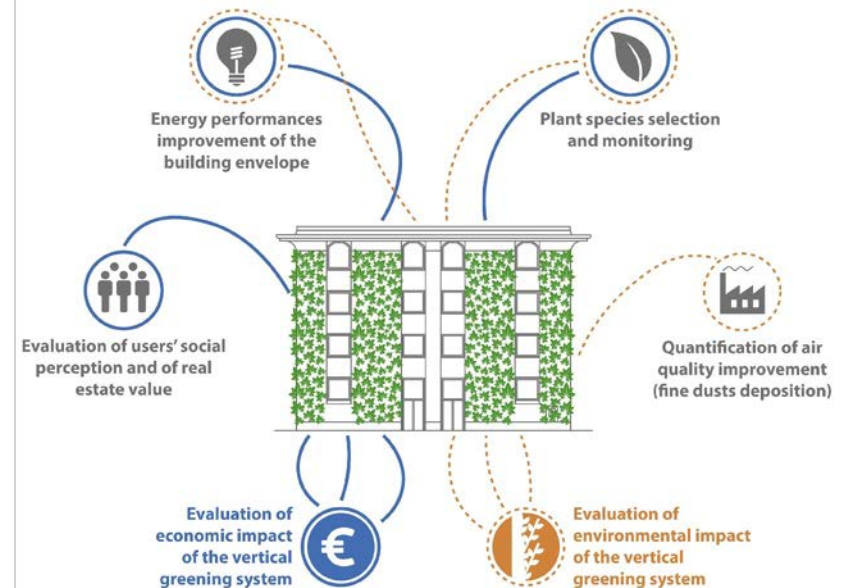 Energy performances
improvement of the
building envelope
Plant species selection
and monitoring
Evaluation of users' social
perception and of real
estate value
Quantification of air
quality improvement
(fine dusts deposition)
Evaluation of
economic impact
of the vertical
greening system
€
Evaluation of
environmental impact
of the vertical
greening system